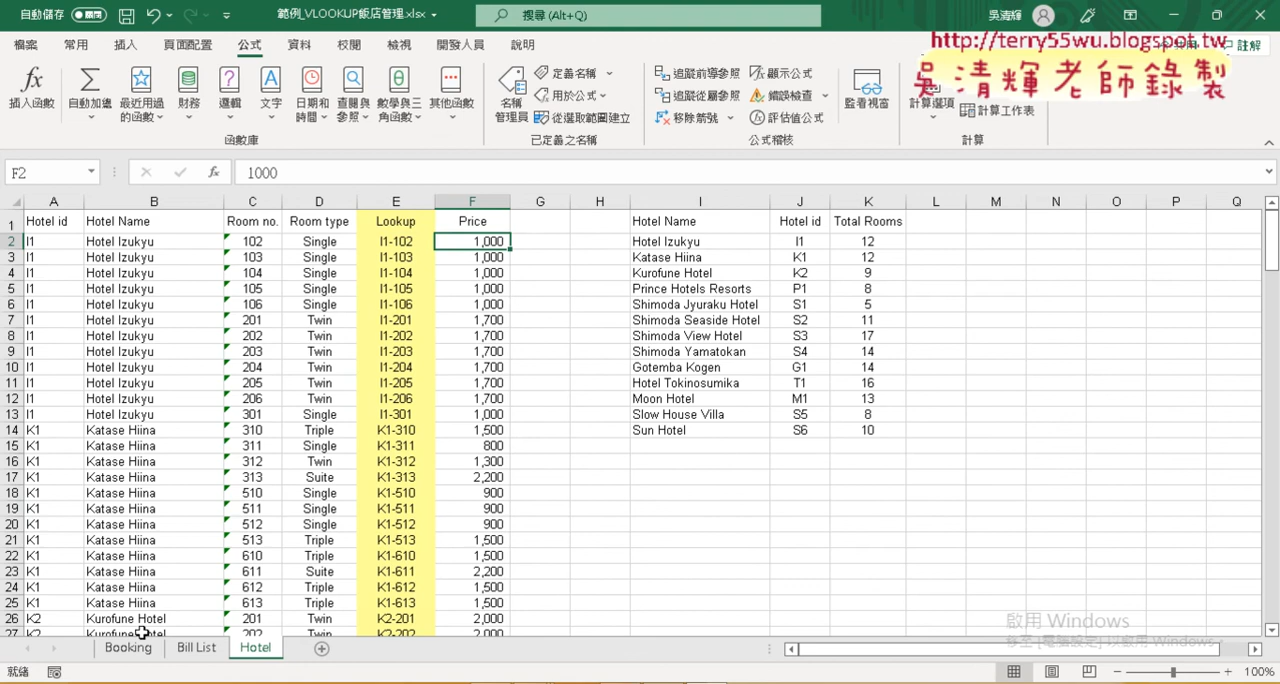 自動儲存 範例_VLOOKUP飯店管理.xlsx 搜尋 (Alt+Q) 吳清輝
http://terry55wu.blogspot.tw
吳清輝老師錄製
檔案 常用 插入 頁面配置 公式 資料 校閱 檢視 開發人員 說明 共用 註解
插入函數 自動加總 最近用過的函數 財務 邏輯 文字 日期和時間 查閱與參照 數學與三角函數 其他函數 名稱管理員 定義名稱 用於公式 從選取範圍建立 追蹤前導參照 追蹤從屬參照 移除箭號 顯示公式 錯誤檢查 評估值公式 監看視窗 計算選項 計算工作表
函數庫 已定義之名稱 公式稽核 計算
F2 fx 1000
A B C D E F G H I J K L M N O P Q
1 Hotel id Hotel Name Room no. Room type Lookup Price Hotel Name Hotel id Total Rooms
2 I1 Hotel Izukyu 102 Single I1-102 1,000 Hotel Izukyu I1 12
3 I1 Hotel Izukyu 103 Single I1-103 1,000 Katase Hiina K1 12
4 I1 Hotel Izukyu 104 Single I1-104 1,000 Kurofune Hotel K2 9
5 I1 Hotel Izukyu 105 Single I1-105 1,000 Prince Hotels Resorts P1 8
6 I1 Hotel Izukyu 106 Single I1-106 1,000 Shimoda Jyuraku Hotel S1 5
7 I1 Hotel Izukyu 201 Twin I1-201 1,700 Shimoda Seaside Hotel S2 11
8 I1 Hotel Izukyu 202 Twin I1-202 1,700 Shimoda View Hotel S3 17
9 I1 Hotel Izukyu 203 Twin I1-203 1,700 Shimoda Yamatokan S4 14
10 I1 Hotel Izukyu 204 Twin I1-204 1,700 Gotemba Kogen G1 14
11 I1 Hotel Izukyu 205 Twin I1-205 1,700 Hotel Tokinosumika T1 16
12 I1 Hotel Izukyu 206 Twin I1-206 1,700 Moon Hotel M1 13
13 I1 Hotel Izukyu 301 Single I1-301 1,000 Slow House Villa S5 8
14 K1 Katase Hiina 310 Triple K1-310 1,500 Sun Hotel S6 10
15 K1 Katase Hiina 311 Single K1-311 800
16 K1 Katase Hiina 312 Twin K1-312 1,300
17 K1 Katase Hiina 313 Suite K1-313 2,200
18 K1 Katase Hiina 510 Single K1-510 900
19 K1 Katase Hiina 511 Single K1-511 900
20 K1 Katase Hiina 512 Single K1-512 900
21 K1 Katase Hiina 513 Triple K1-513 1,500
22 K1 Katase Hiina 610 Triple K1-610 1,500
23 K1 Katase Hiina 611 Suite K1-611 2,200
24 K1 Katase Hiina 612 Triple K1-612 1,500
25 K1 Katase Hiina 613 Triple K1-613 1,500
26 K2 Kurofune Hotel 201 Twin K2-201 2,000
27 K2 Kurofune Hotel 202 Twin K2-202 2,000
啟用 Windows
移至 [電腦設定] 以啟用 Windows。
Booking Bill List Hotel
就緒 100%